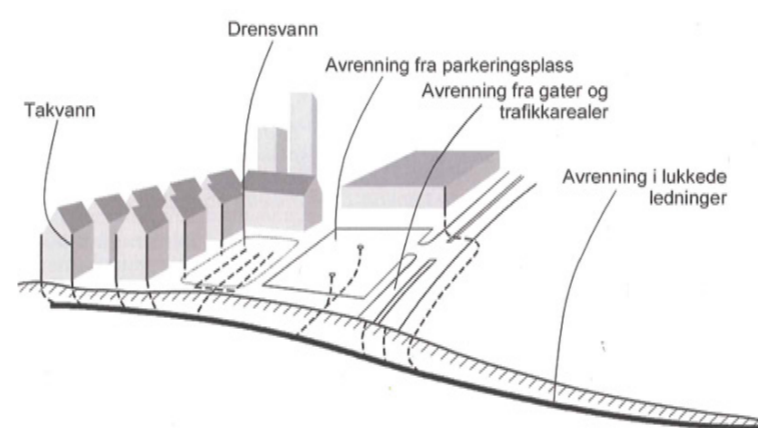 Drensvann
Avrenning fra parkeringsplass
Avrenning fra gater og
trafikkarealer
Takvann
Avrenning i lukkede
ledninger